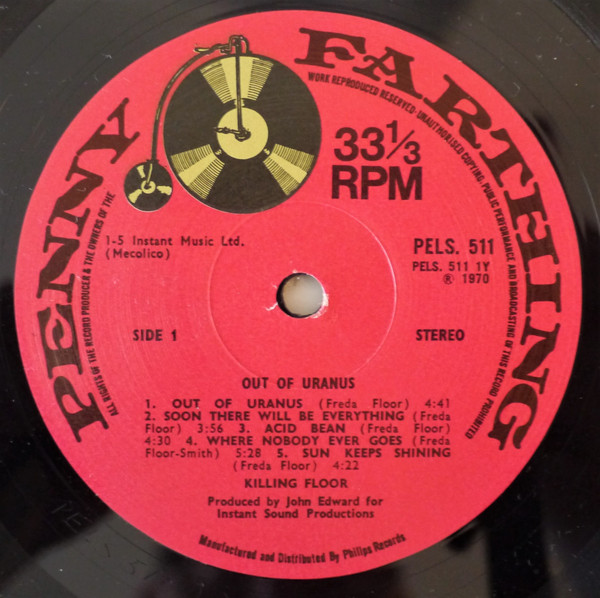 PENNY FARTHING
ALL RIGHTS OF THE RECORD PRODUCER & THE OWNERS OF THE
WORK REPRODUCED RESERVED · UNAUTHORISED COPYING, PUBLIC PERFORMANCE AND BROADCASTING OF THIS RECORD PROHIBITED
33 1/3
RPM
1-5 Instant Music Ltd.
(Mecolico)
PELS. 511
PELS. 511 1Y
℗ 1970
SIDE 1
STEREO
OUT OF URANUS
1. OUT OF URANUS (Freda Floor) 4:41
2. SOON THERE WILL BE EVERYTHING (Freda
Floor) 3:56 3. ACID BEAN (Freda Floor)
4:30 4. WHERE NOBODY EVER GOES (Freda
Floor-Smith) 5:28 5. SUN KEEPS SHINING
(Freda Floor) 4:22
KILLING FLOOR
Produced by John Edward for
Instant Sound Productions
Manufactured and Distributed By Philips Records